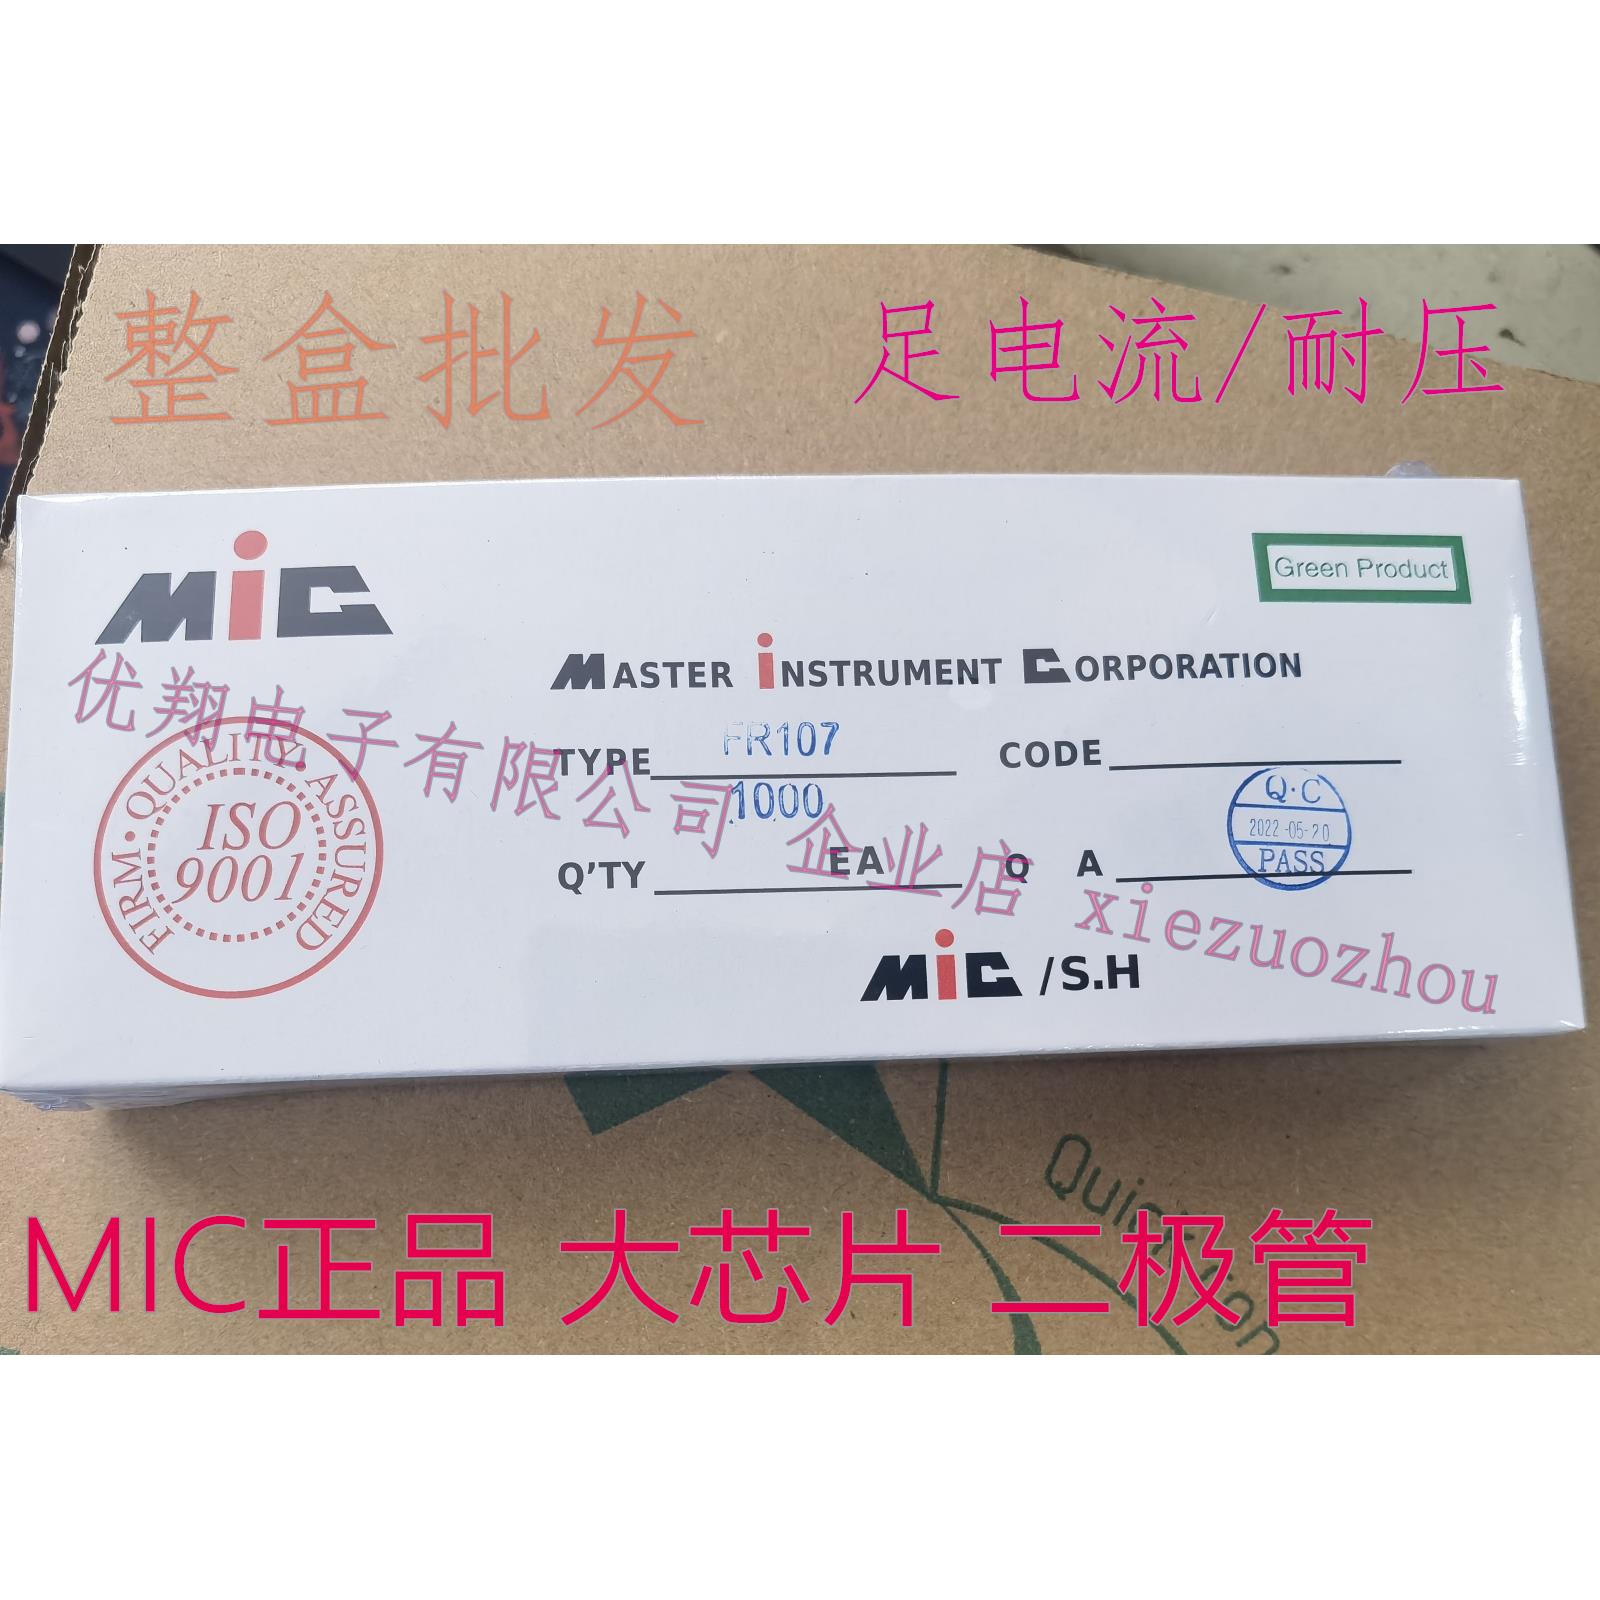 整盒批发
足电流/耐压
MiC
Green Product
MASTER iNSTRUMENT CORPORATION
优翔电子有限公司 企业店 xiezuozhou
FIRM • QUALITY ASSURED
ISO
9001
TYPE FR107
CODE
1000
Q'TY EA
Q A
Q·C
2022-05-20
PASS
MiC /S.H
MIC正品 大芯片 二极管